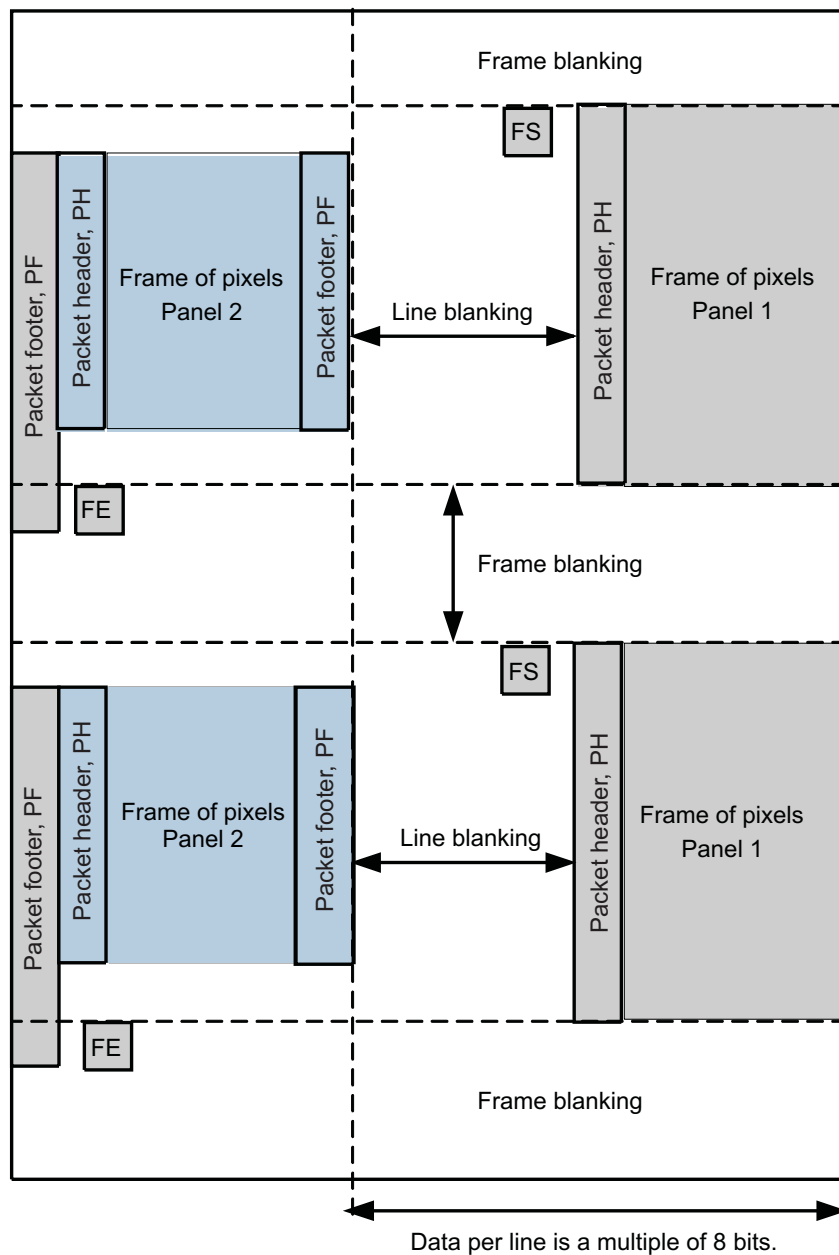 Frame blanking
FS
Packet footer, PF
Packet header, PH
Frame of pixels
Panel 2
Packet footer, PF
Line blanking
Packet header, PH
Frame of pixels
Panel 1
FE
Frame blanking
FS
Packet footer, PF
Packet header, PH
Frame of pixels
Panel 2
Packet footer, PF
Line blanking
Packet header, PH
Frame of pixels
Panel 1
FE
Frame blanking
Data per line is a multiple of 8 bits.